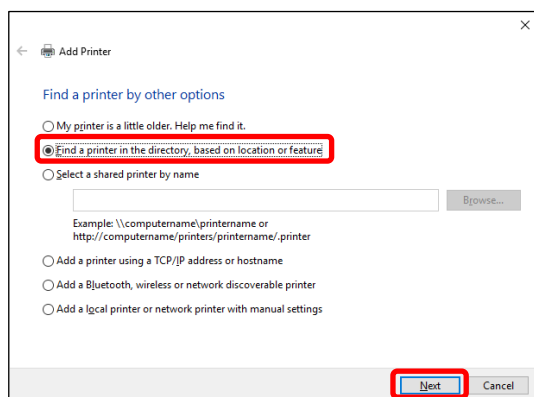 Add Printer
Find a printer by other options
My printer is a little older. Help me find it.
Find a printer in the directory, based on location or feature
Select a shared printer by name
Browse...
Example: \\computername\printername or
http://computername/printers/printername/.printer
Add a printer using a TCP/IP address or hostname
Add a Bluetooth, wireless or network discoverable printer
Add a local printer or network printer with manual settings
Next Cancel